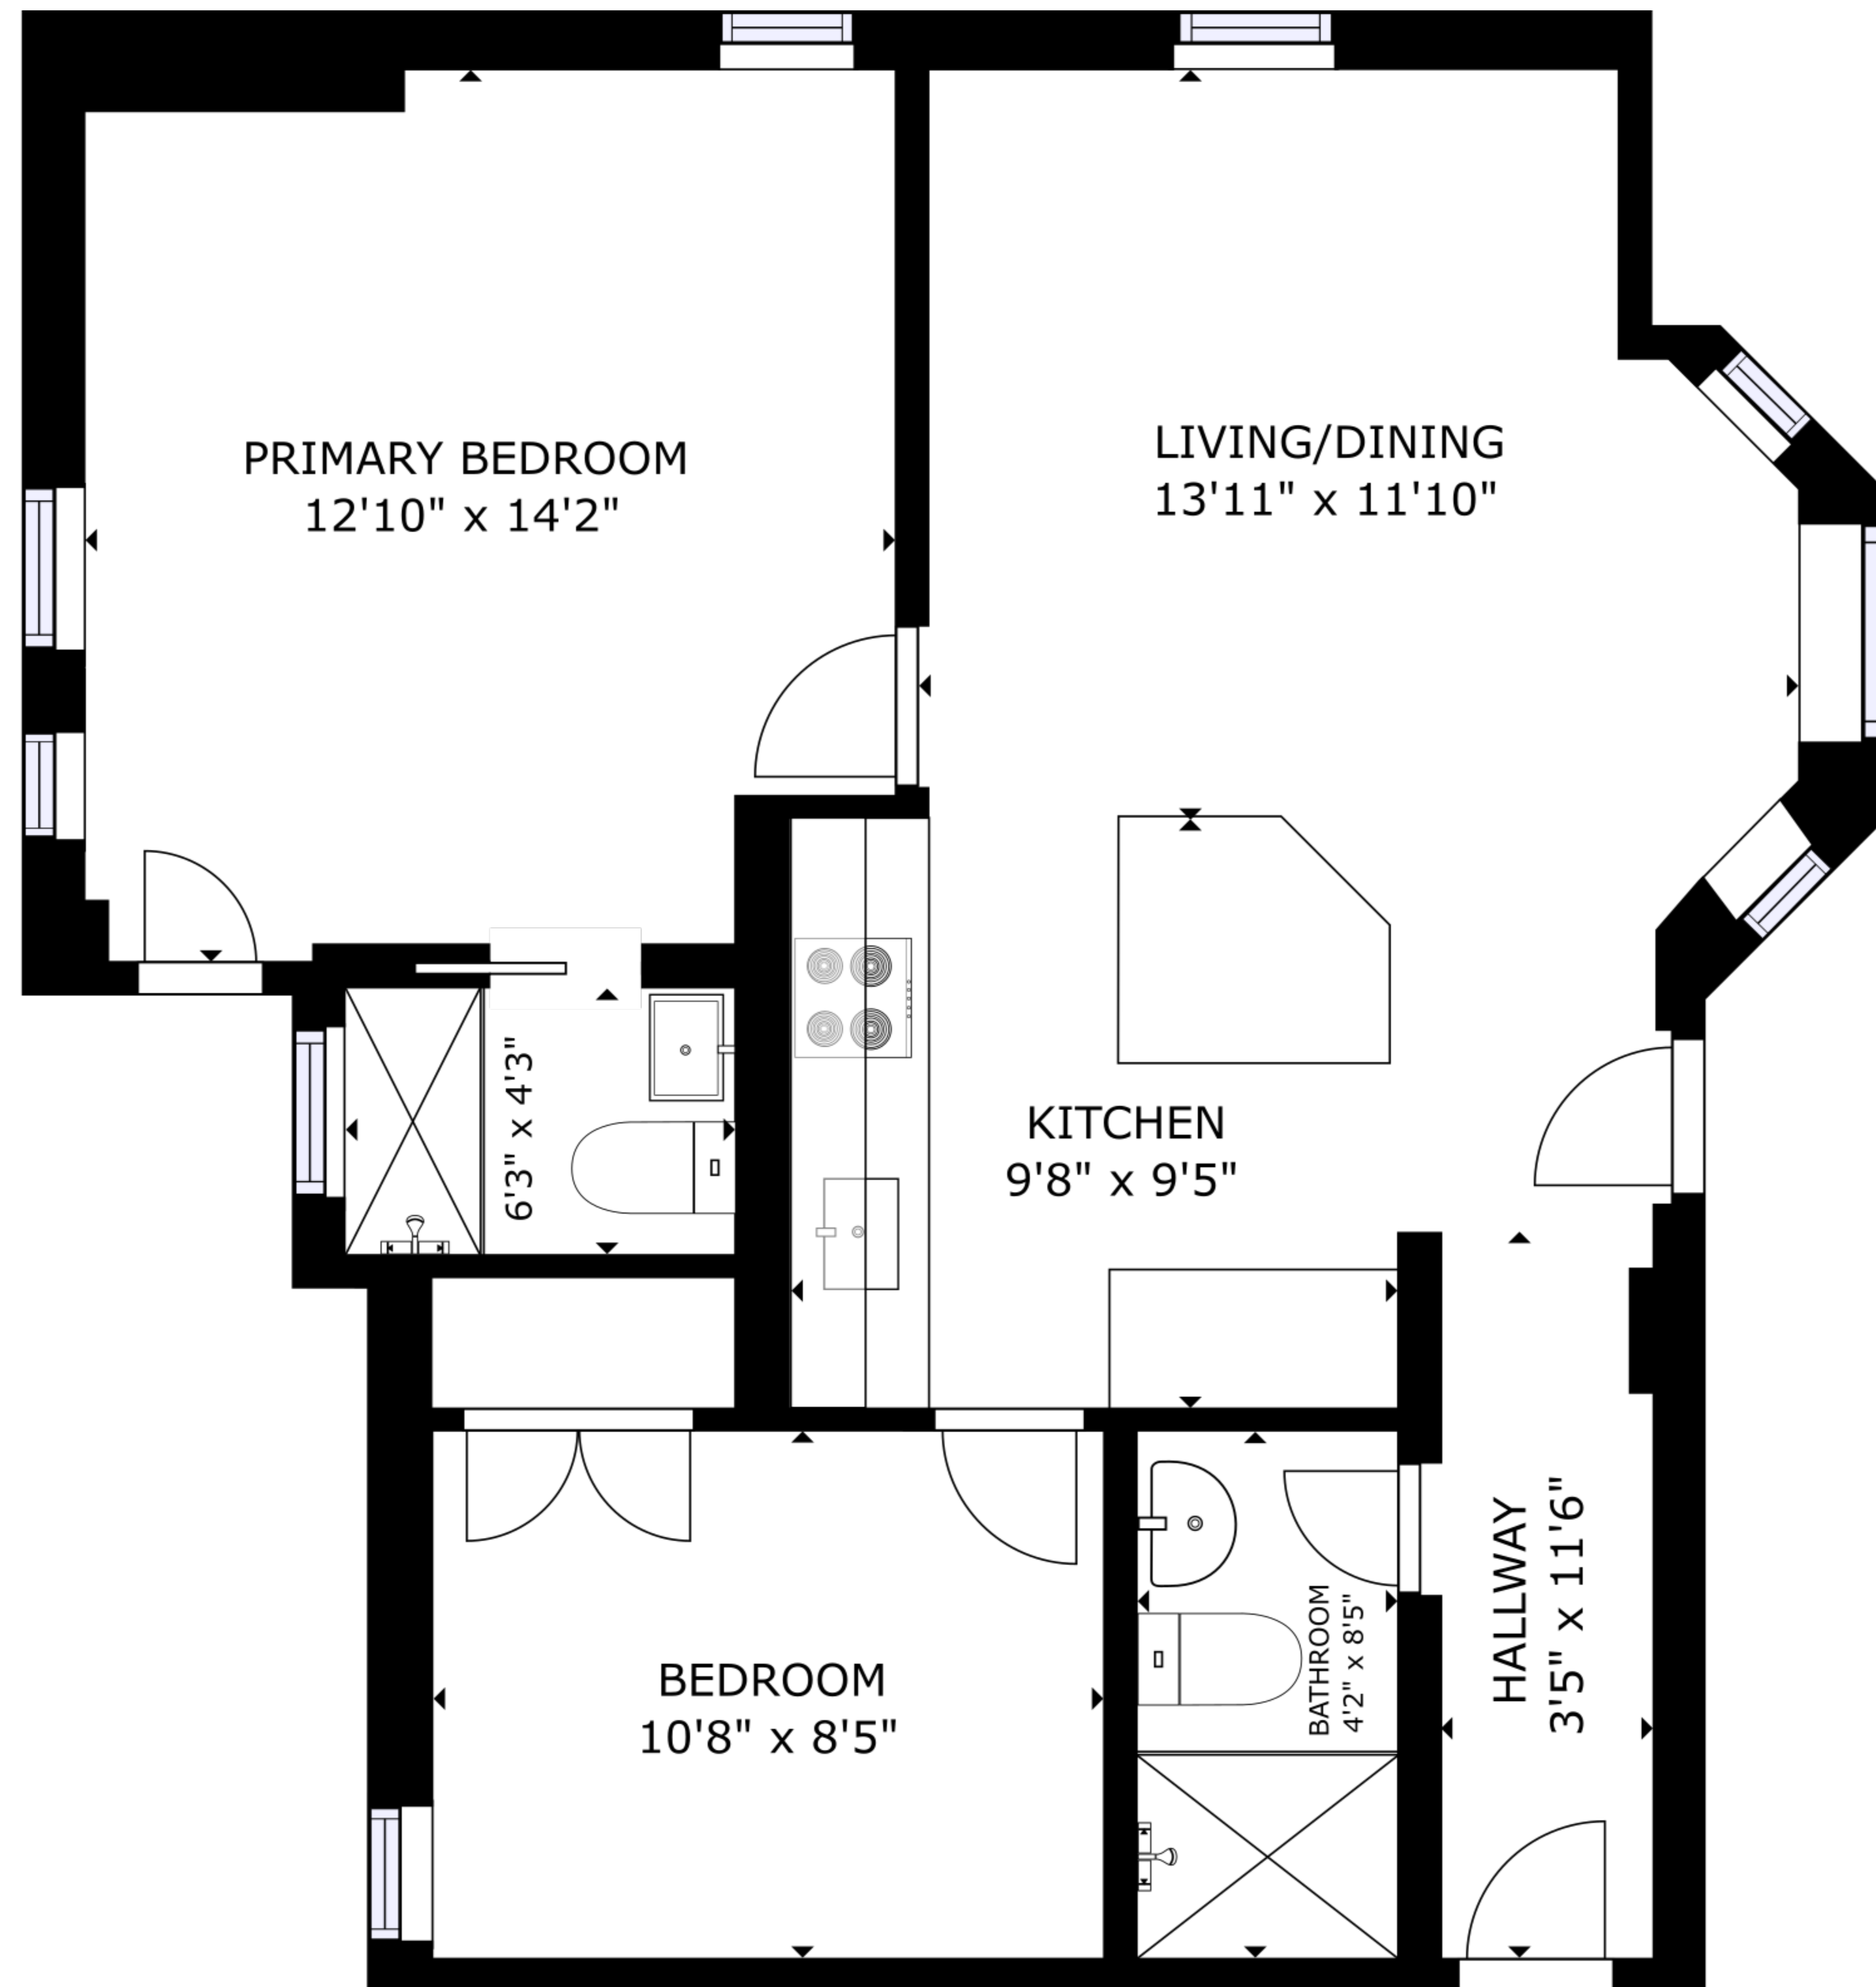 PRIMARY BEDROOM
12'10" x 14'2"
LIVING/DINING
13'11" x 11'10"
6'3" x 4'3"
KITCHEN
9'8" x 9'5"
BEDROOM
10'8" x 8'5"
BATHROOM
4'2" x 8'5"
HALLWAY
3'5" x 11'6"